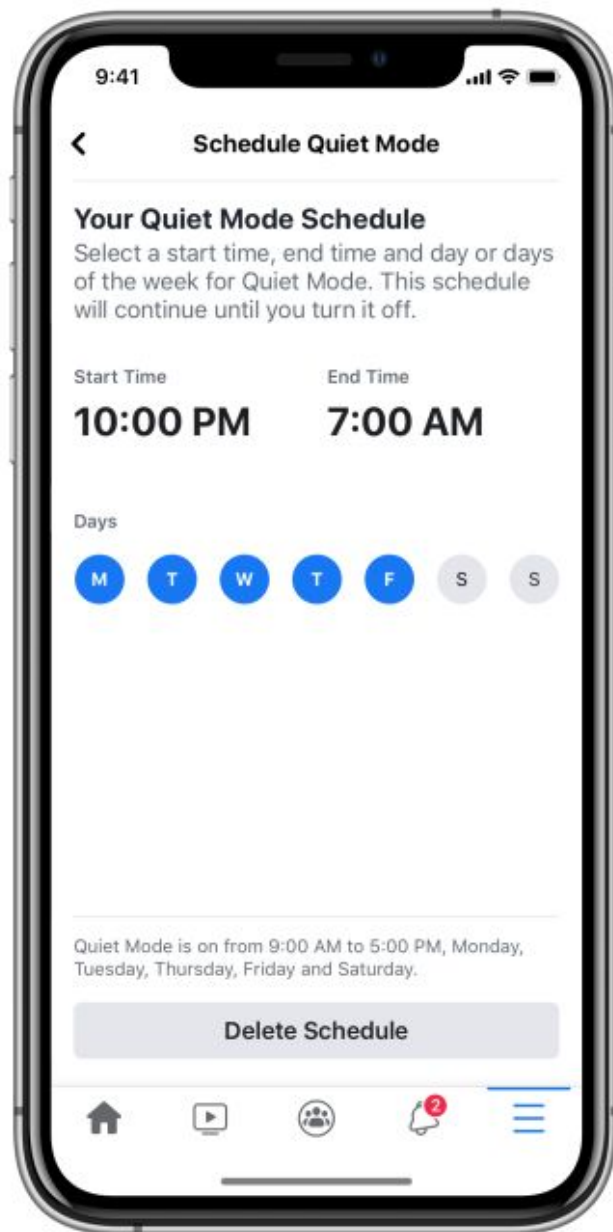 9:41
Schedule Quiet Mode
Your Quiet Mode Schedule
Select a start time, end time and day or days
of the week for Quiet Mode. This schedule
will continue until you turn it off.
Start Time End Time
10:00 PM 7:00 AM
Days
M T W T F S S
Quiet Mode is on from 9:00 AM to 5:00 PM, Monday,
Tuesday, Thursday, Friday and Saturday.
Delete Schedule
2